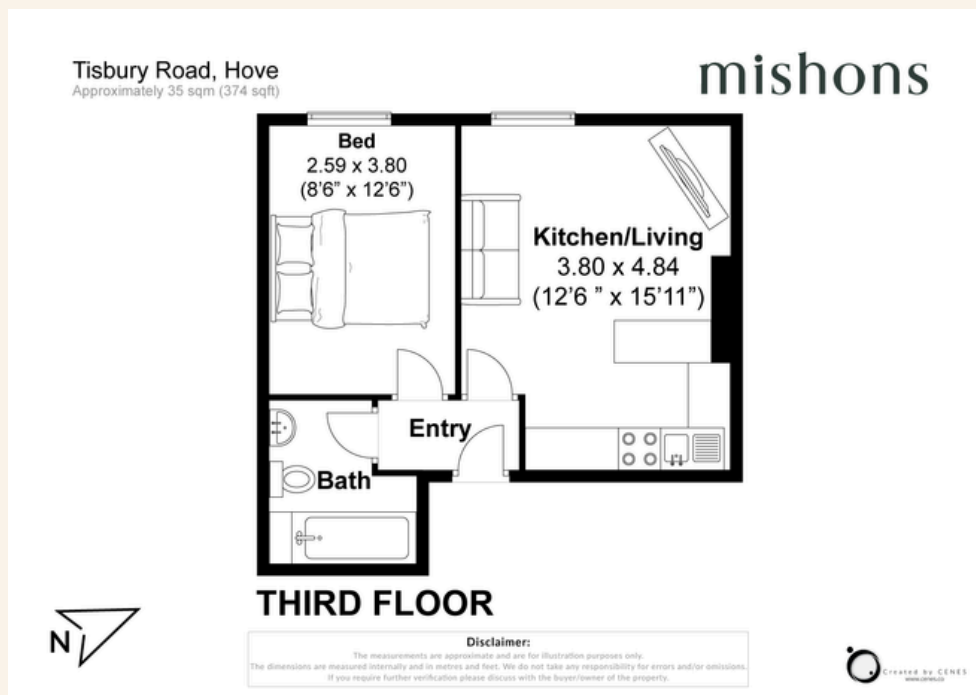 Tisbury Road, Hove
Approximately 35 sqm (374 sqft)
mishons
Bed
2.59 x 3.80
(8'6” x 12'6”)
Kitchen/Living
3.80 x 4.84
(12'6 ” x 15'11”)
Entry
Bath
THIRD FLOOR
N
Disclaimer:
The measurements are approximate and are for illustration purposes only.
The dimensions are measured internally and in metres and feet. We do not take any responsibility for errors and/or omissions.
If you require further verification please discuss with the buyer/owner of the property.
Created by CENES
www.cenes.co